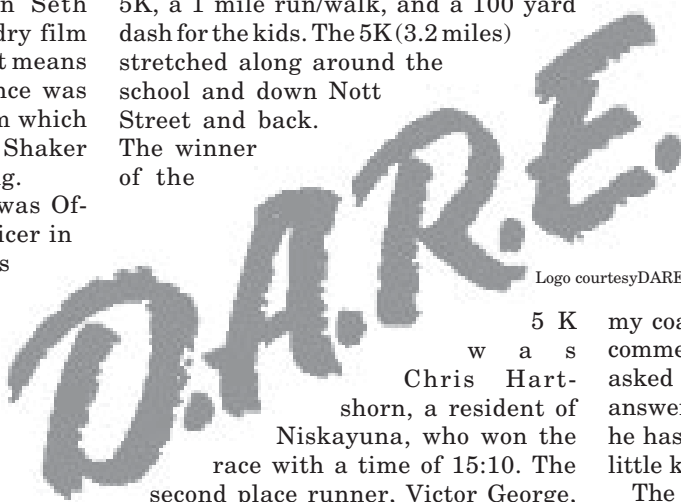 Seth
dry film
means
nce was
which
Shaker
g.
was Of-
icer in
s
5K, a 1 mile run/walk, and a 100 yard
dash for the kids. The 5K (3.2 miles)
stretched along around the
school and down Nott
Street and back.
The winner
of the
D.A.R.E.
Logo courtesyDARE
5 K
w a s
Chris Hart-
shorn, a resident of
Niskayuna, who won the
race with a time of 15:10. The
second place runner, Victor George,
my coa
comme
asked
answe
he has
little k
The